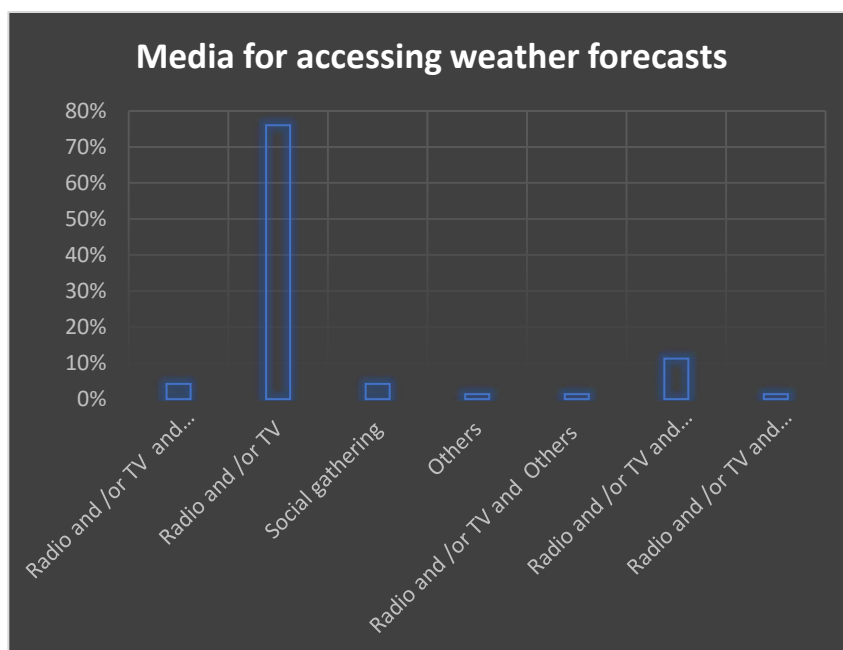 Media for accessing weather forecasts
80%
70%
60%
50%
40%
30%
20%
10%
0%
Radio and /or TV and...
Radio and /or TV
Social gathering
Others
Radio and /or TV and Others
Radio and /or TV and...
Radio and /or TV and...